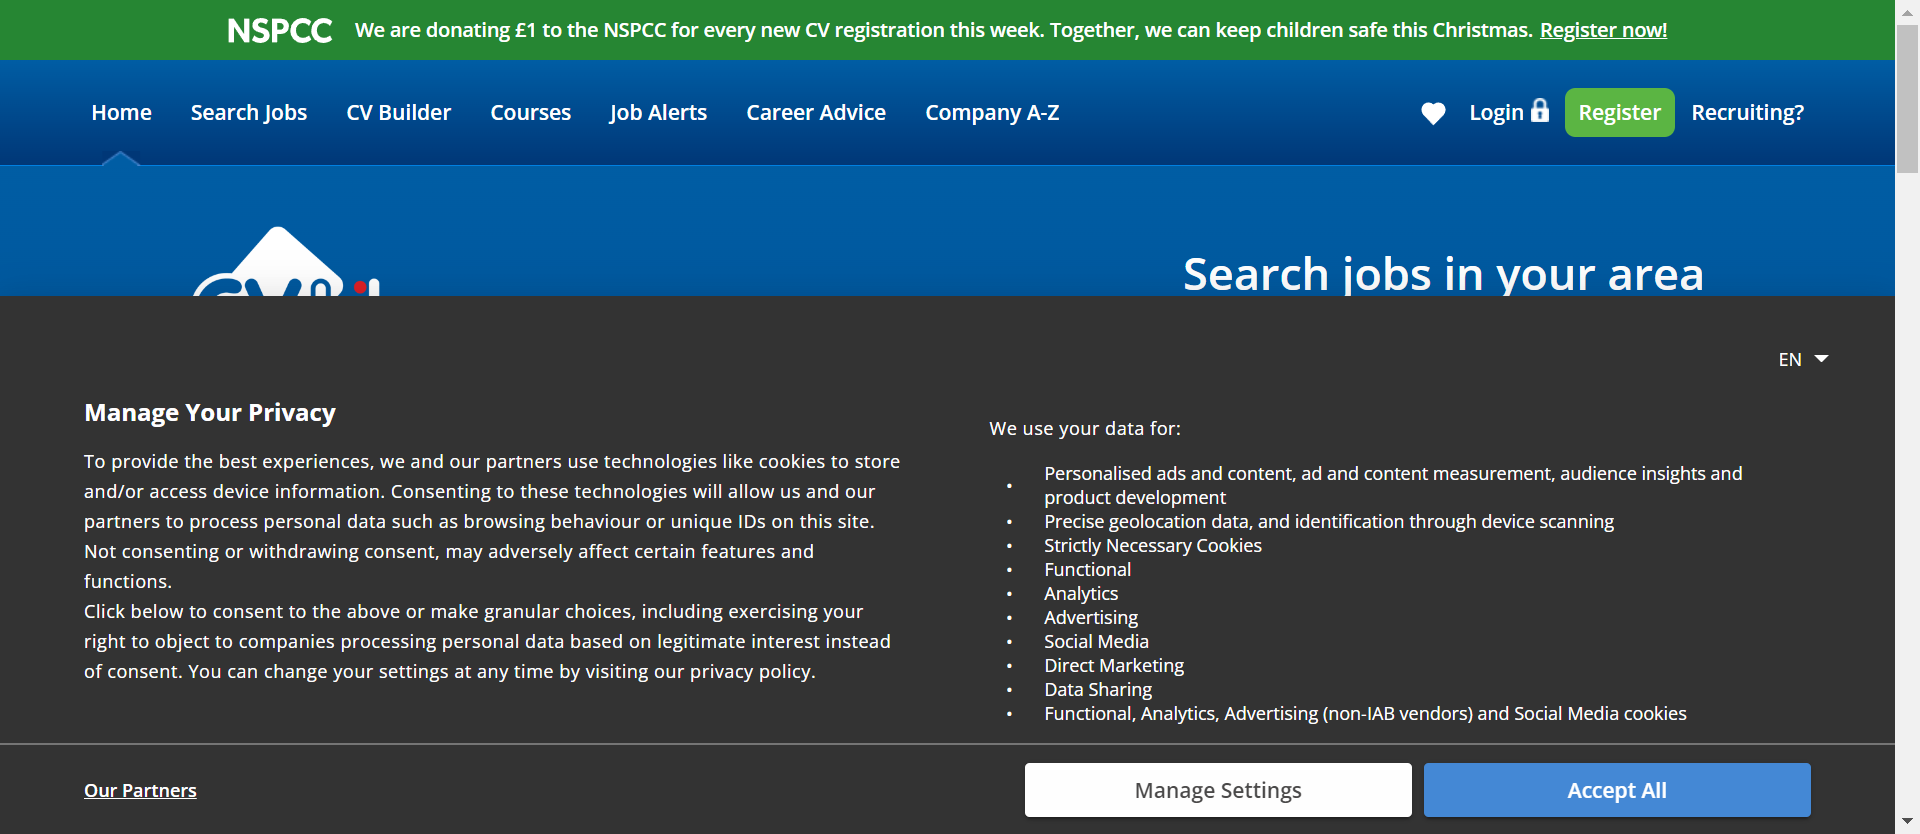 NSPCC We are donating £1 to the NSPCC for every new CV registration this week. Together, we can keep children safe this Christmas. Register now!
Home Search Jobs CV Builder Courses Job Alerts Career Advice Company A-Z Login Register Recruiting?
Search jobs in your area
EN
Manage Your Privacy
To provide the best experiences, we and our partners use technologies like cookies to store
and/or access device information. Consenting to these technologies will allow us and our
partners to process personal data such as browsing behaviour or unique IDs on this site.
Not consenting or withdrawing consent, may adversely affect certain features and
functions.
Click below to consent to the above or make granular choices, including exercising your
right to object to companies processing personal data based on legitimate interest instead
of consent. You can change your settings at any time by visiting our privacy policy.
We use your data for:
• Personalised ads and content, ad and content measurement, audience insights and
product development
• Precise geolocation data, and identification through device scanning
• Strictly Necessary Cookies
• Functional
• Analytics
• Advertising
• Social Media
• Direct Marketing
• Data Sharing
• Functional, Analytics, Advertising (non-IAB vendors) and Social Media cookies
Our Partners
Manage Settings
Accept All